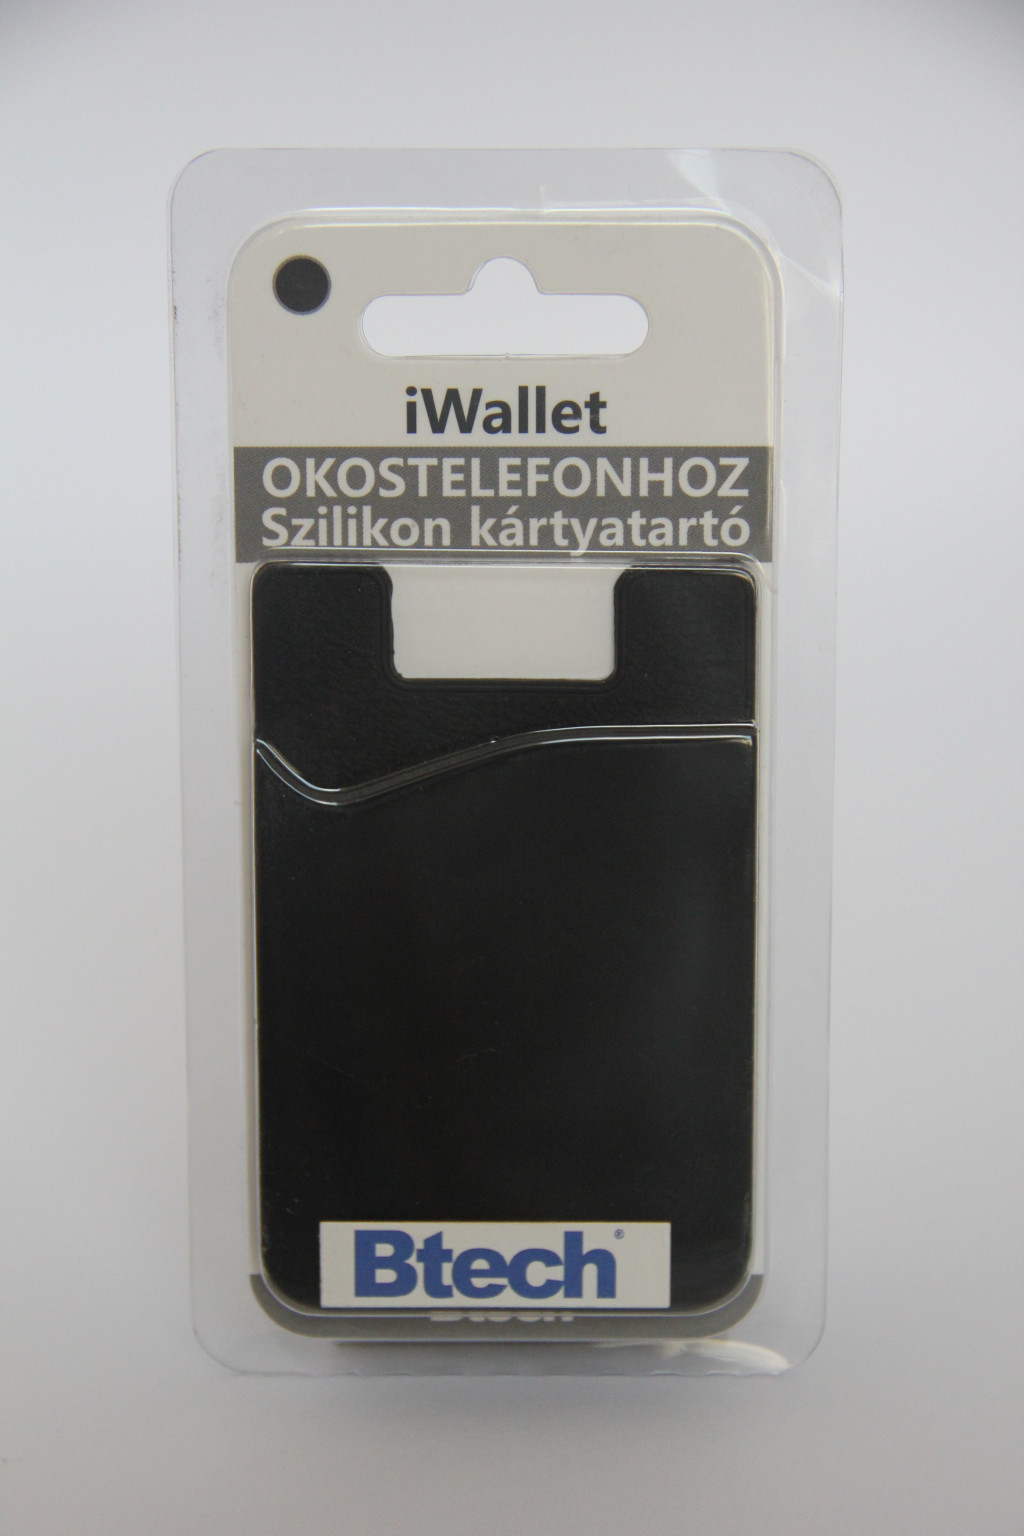 iWallet
OKOSTELEFONHOZ
Szilikon kártyatartó
Btech®